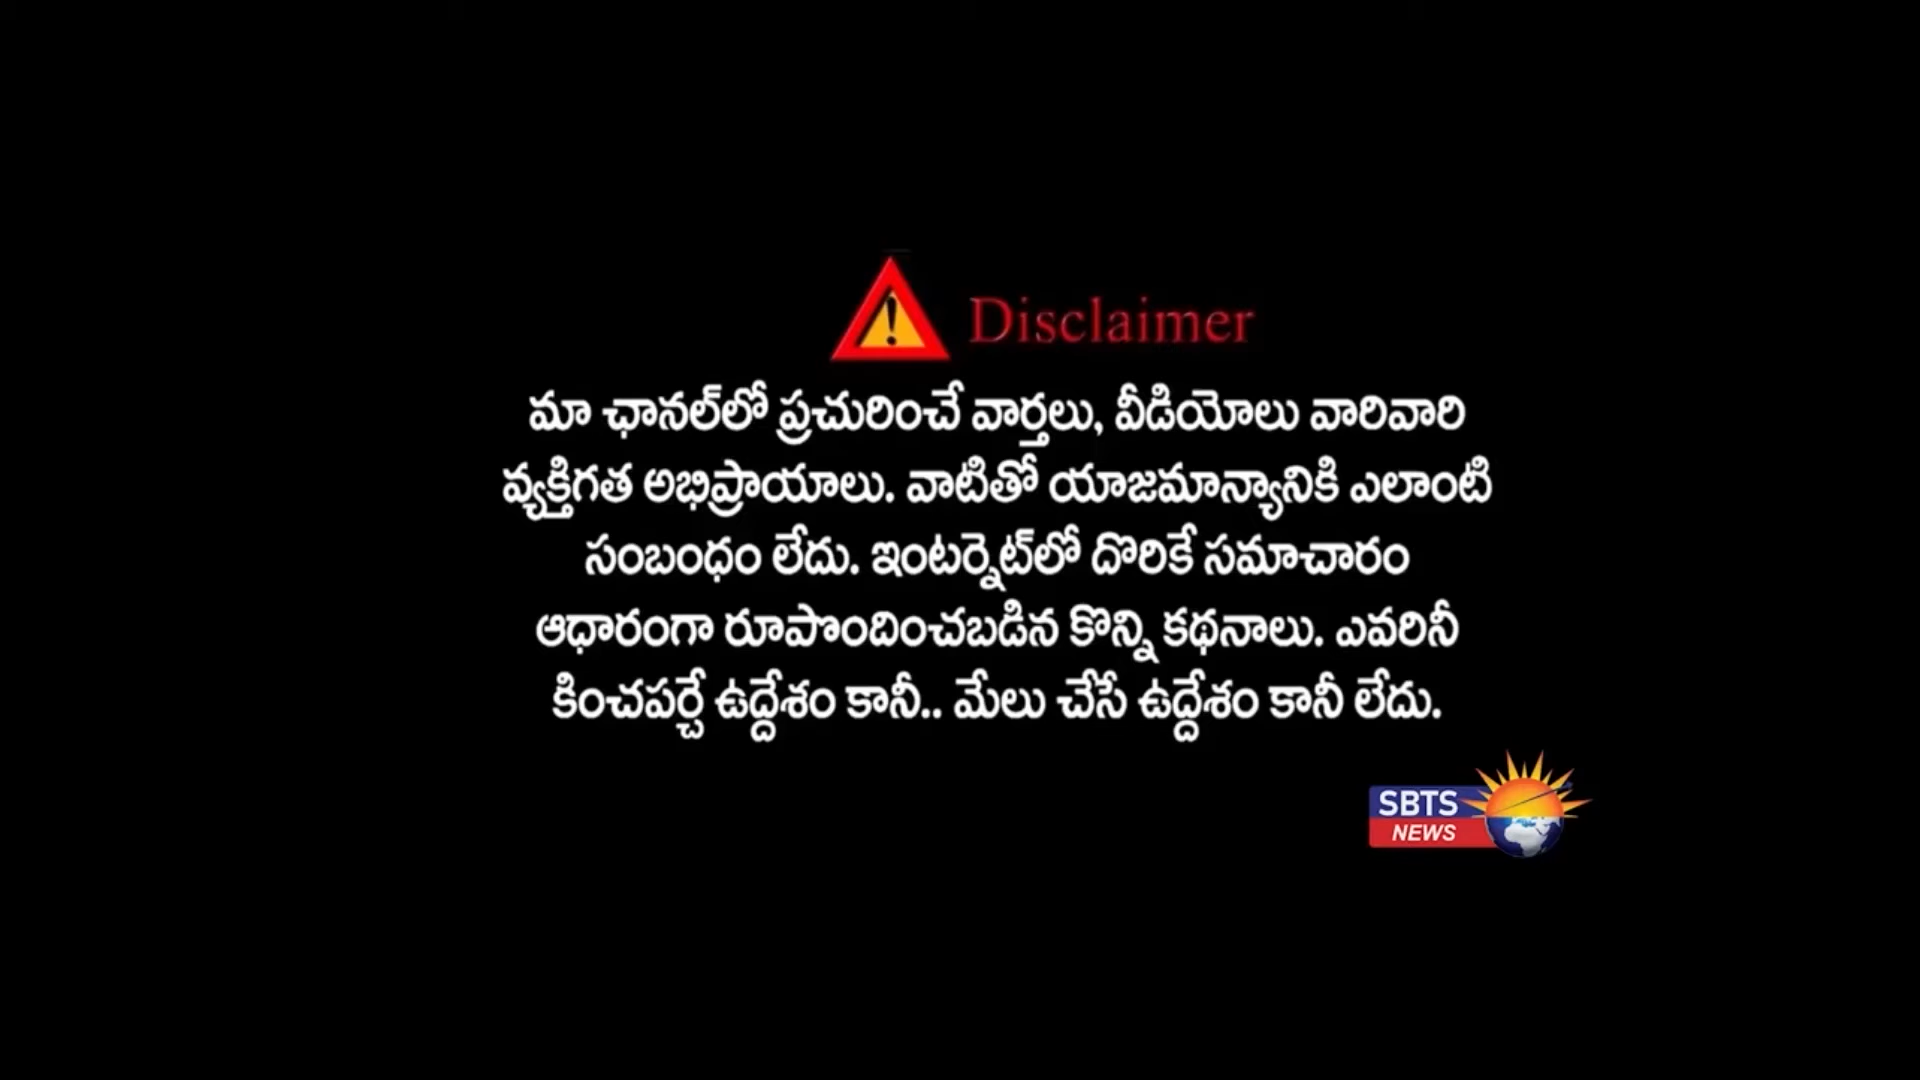 Disclaimer
మా ఛానల్‌లో ప్రచురించే వార్తలు, వీడియోలు వారివారి
వ్యక్తిగత అభిప్రాయాలు. వాటితో యాజమాన్యానికి ఎలాంటి
సంబంధం లేదు. ఇంటర్నెట్‌లో దొరికే సమాచారం
ఆధారంగా రూపొందించబడిన కొన్ని కథనాలు. ఎవరినీ
కించపర్చే ఉద్దేశం కానీ.. మేలు చేసే ఉద్దేశం కానీ లేదు.
SBTS
NEWS